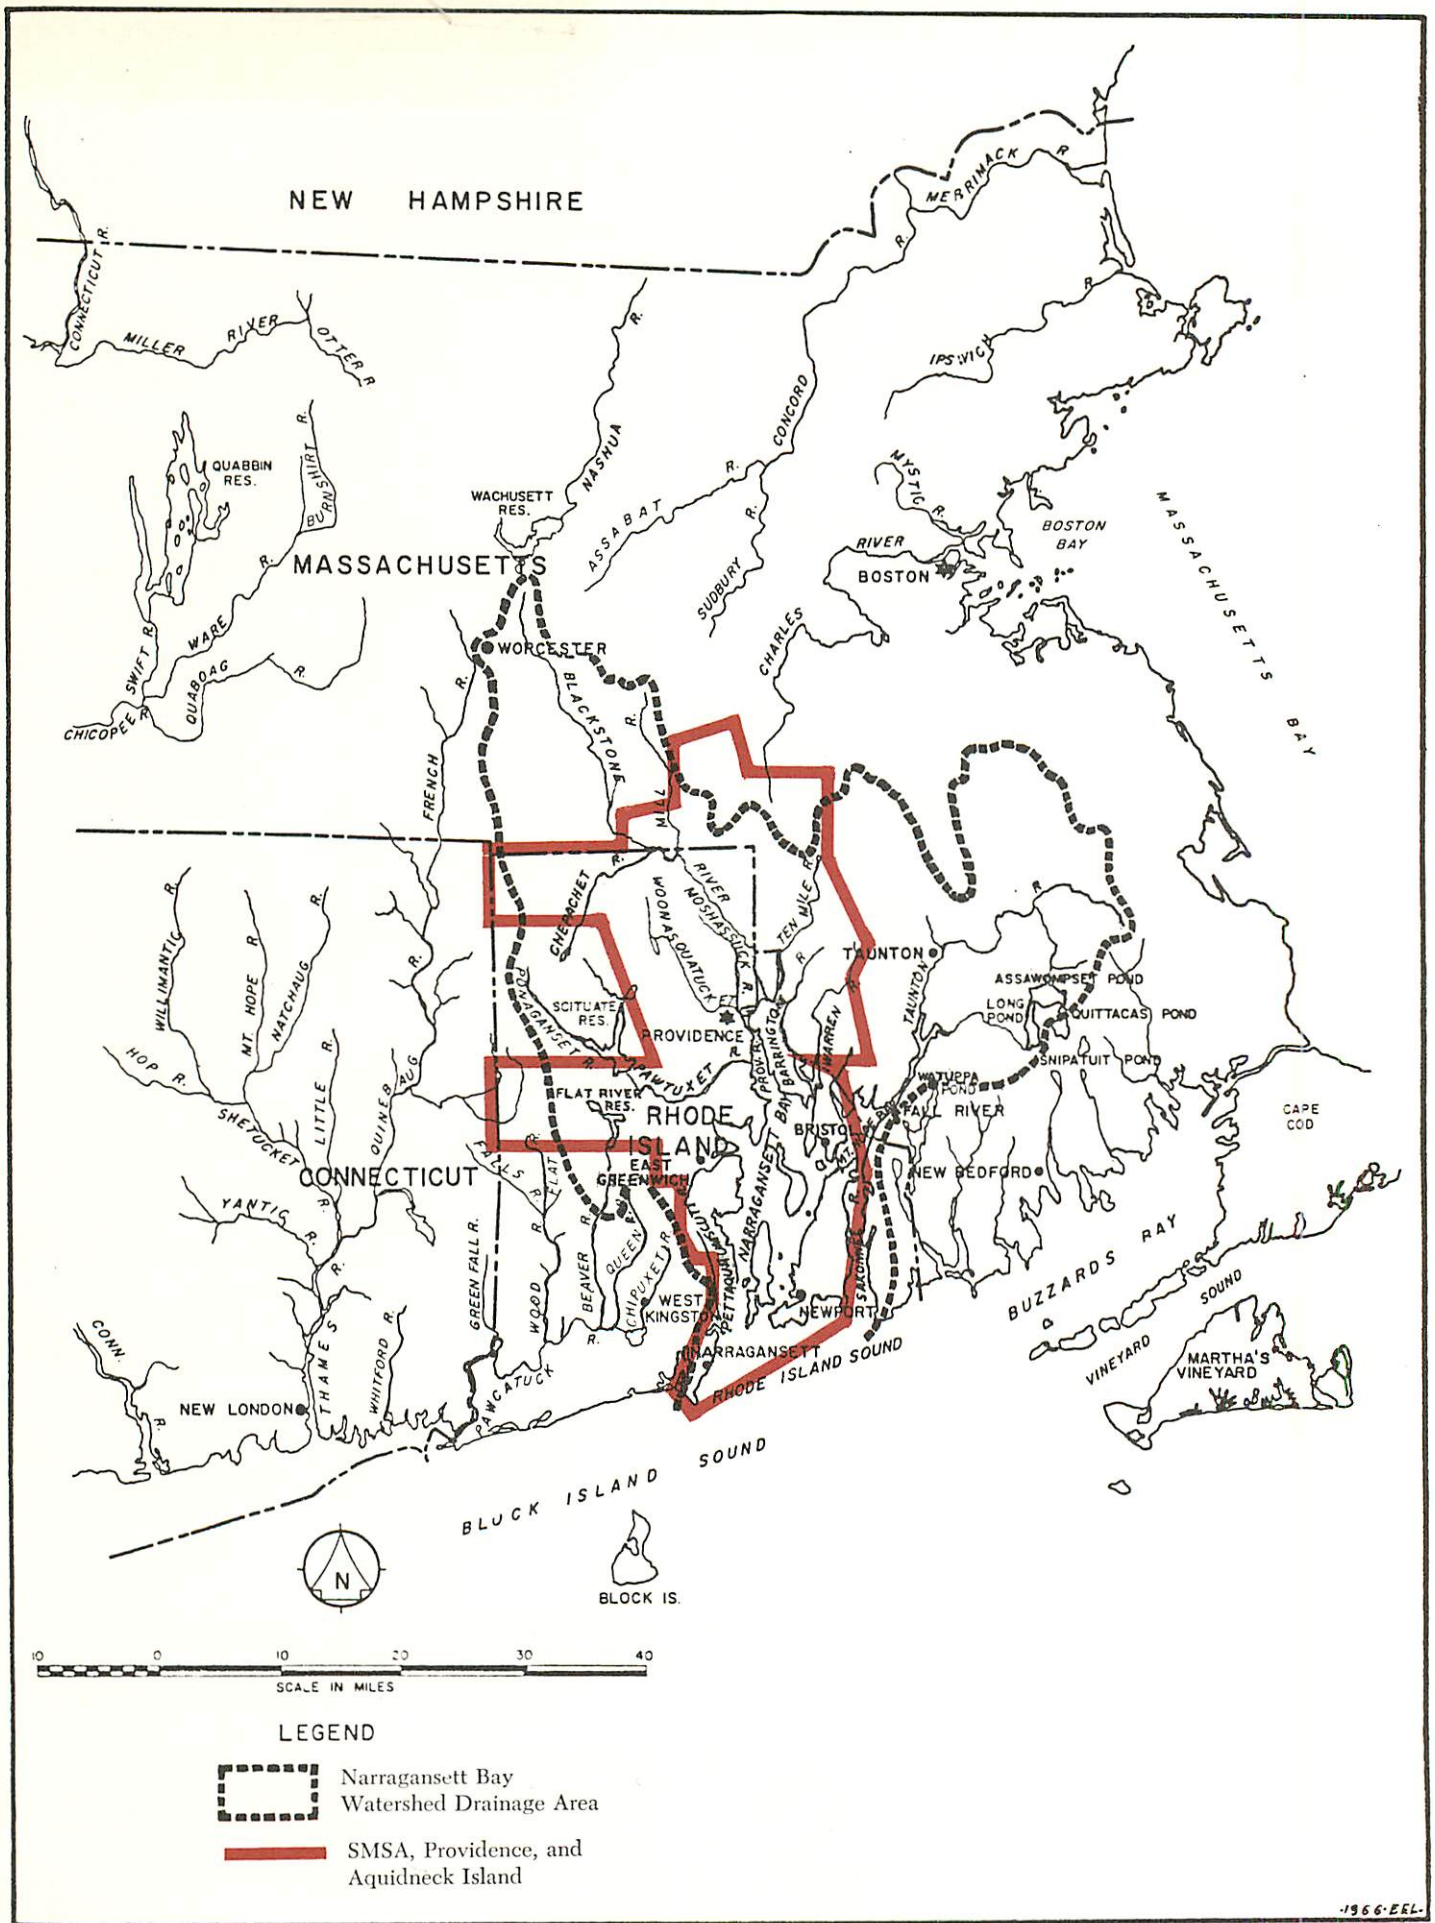 NEW HAMPSHIRE
MERRIMACK R
R.
CONNECTICUT R.
MILLER RIVER
OTTER R
R.
IPSWICH R
CONCORD
NASHUA R.
BURNSHIRT R.
QUABBIN
RES.
WACHUSETT
RES.
ASSABAT R.
MYSTIC R.
BOSTON
BAY
MASSACHUSETTS BAY
RIVER
BOSTON
MASSACHUSETTS
SUDBURY R.
CHARLES
SWIFT R.
WARE R.
QUABOAG R.
CHICOPEE R
WORCESTER
BLACKSTONE
R.
MILL
FRENCH R.
R.
RIVER
CHEPACHET
WOONASQUATUCKET
MOSHASSUCK R.
TEN MILE R.
WILLIMANTIC R.
MT. HOPE R
NATCHAUG R.
R.
TAUNTON
TAUNTON
R
ASSAWOMPSET POND
LONG
POND
QUITTACAS POND
SNIPATUIT POND
PONAGANSET R.
SCITUATE
RES.
PROVIDENCE
PROV. R.
BARRINGTON
R.
WARREN
R.
HOP R.
SHETUCKET
LITTLE R.
QUINEBAUG
R.
PAWTUXET R.
FLAT RIVER
RES.
WATUPPA
POND
FALL RIVER
CAPE
COD
RHODE
ISLAND
BRISTOL
MT. HOPE BAY
NEW BEDFORD
CONNECTICUT
FALLS R.
FLAT R.
EAST
GREENWICH
NARRAGANSETT BAY
YANTIC R.
GREEN FALL R.
WOOD R.
BEAVER R.
QUEEN
CHIPUXET R.
PETTAQUAMSCUTT
SAKONNET R.
WEST
KINGSTON
NEWPORT
BUZZARDS BAY
VINEYARD SOUND
MARTHA'S
VINEYARD
CONN. R.
THAMES
R.
WHITFORD R.
NEW LONDON
PAWCATUCK R.
NARRAGANSETT
RHODE ISLAND SOUND
BLUCK ISLAND SOUND
BLOCK IS.
N
10 0 10 20 30 40
SCALE IN MILES
LEGEND
Narragansett Bay
Watershed Drainage Area
SMSA, Providence, and
Aquidneck Island
-1966-EEL-